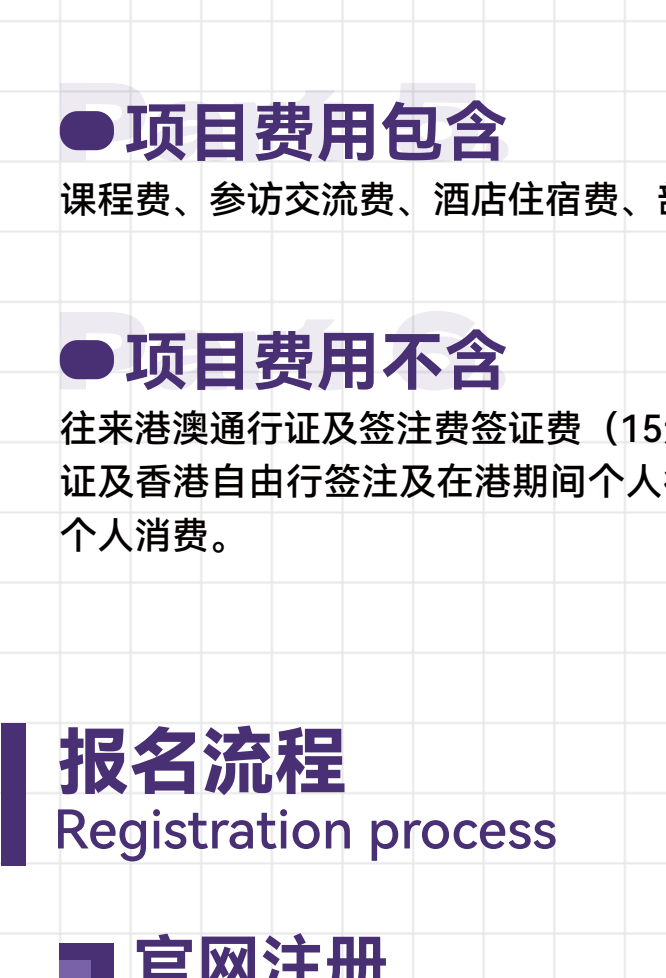 项目费用包含
课程费、参访交流费、酒店住宿费、
项目费用不含
往来港澳通行证及签注费签证费（15
证及香港自由行签注及在港期间个人
个人消费。
报名流程
Registration process
官网注册